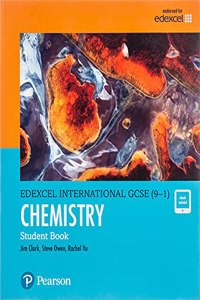 endorsed for
edexcel
EDEXCEL INTERNATIONAL GCSE (9–1)
CHEMISTRY
Student Book
Jim Clark, Steve Owen, Rachel Yu
Pearson